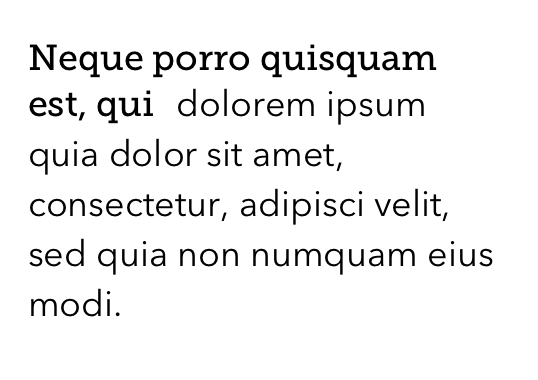 Neque porro quisquam
est, qui dolorem ipsum
quia dolor sit amet,
consectetur, adipisci velit,
sed quia non numquam eius
modi.